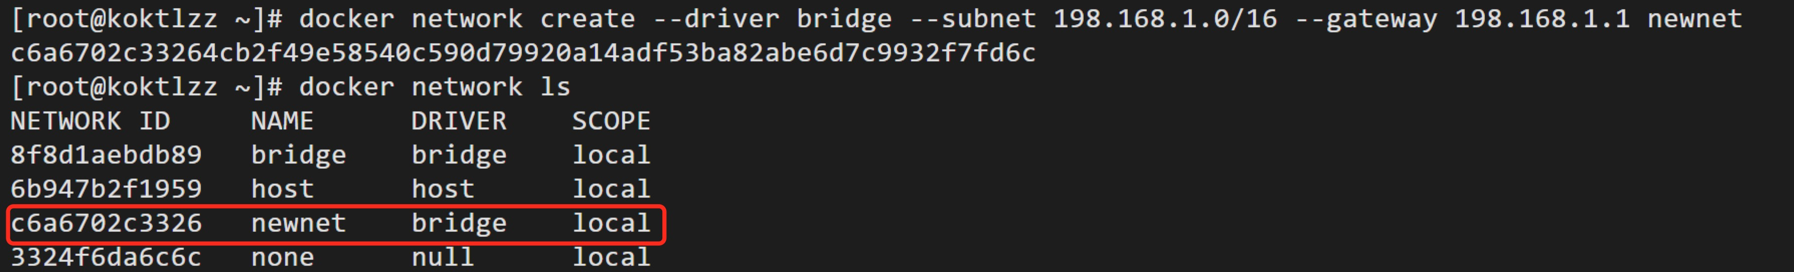 [root@koktlzz ~]# docker network create --driver bridge --subnet 198.168.1.0/16 --gateway 198.168.1.1 newnet
c6a6702c33264cb2f49e58540c590d79920a14adf53ba82abe6d7c9932f7fd6c
[root@koktlzz ~]# docker network ls
NETWORK ID     NAME      DRIVER    SCOPE
8f8d1aebdb89   bridge    bridge    local
6b947b2f1959   host      host      local
c6a6702c3326   newnet    bridge    local
3324f6da6c6c   none      null      local